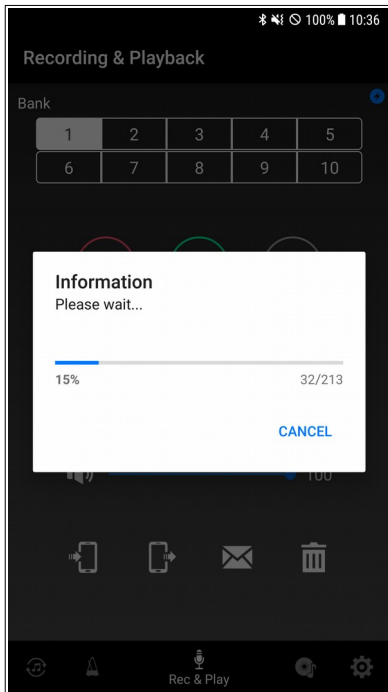 100% 10:36
Recording & Playback
Bank
1 2 3 4 5
6 7 8 9 10
Information
Please wait...
15% 32/213
CANCEL
100
Rec & Play